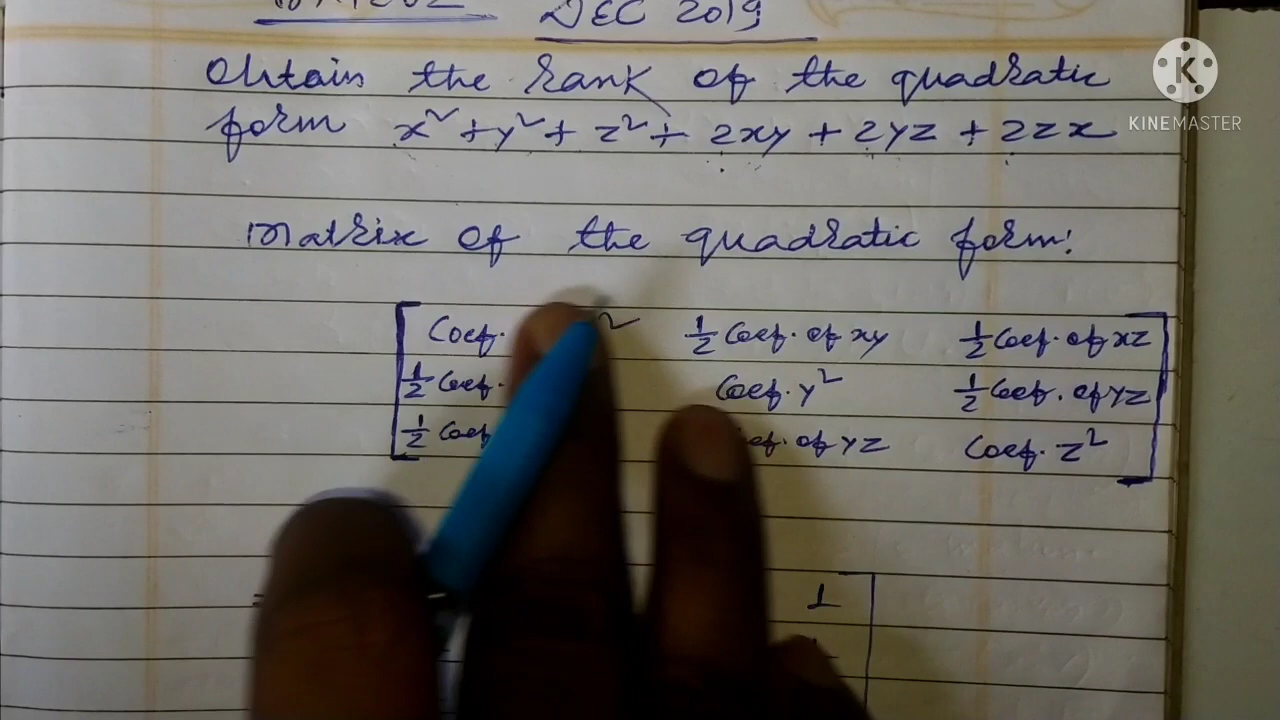 DEC 2019
Obtain the rank of the quadratic
form x² + y² + z² + 2xy + 2yz + 2zx
KINEMASTER
Matrix of the quadratic form:
Coef. ² ½ Coef. of xy ½ Coef. of xz
½ Coef. Coef. y² ½ Coef. of yz
½ Coef of yz Coef. z²
1